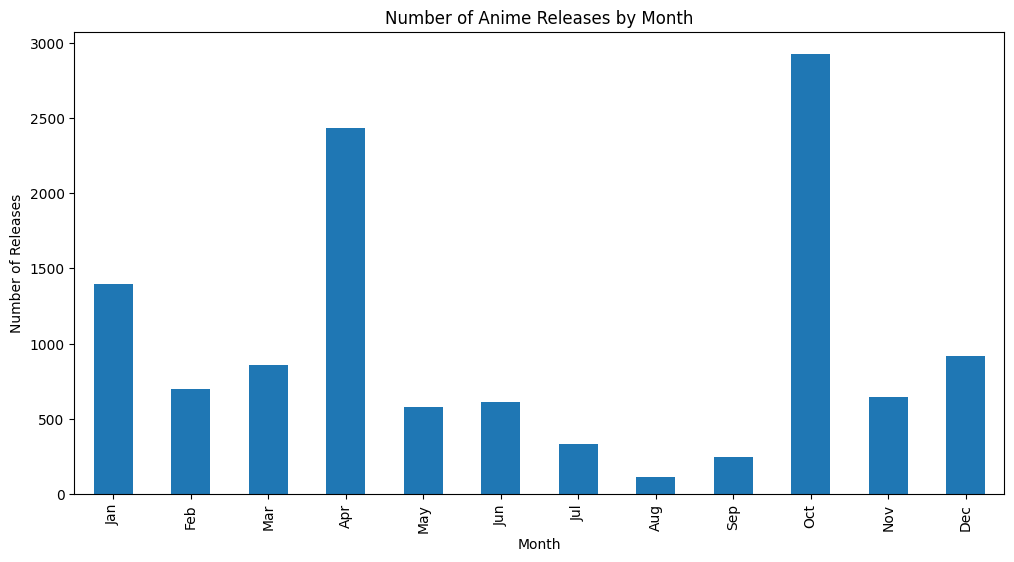 Number of Anime Releases by Month
Number of Releases
3000
2500
2000
1500
1000
500
0
Jan
Feb
Mar
Apr
May
Jun
Jul
Aug
Sep
Oct
Nov
Dec
Month